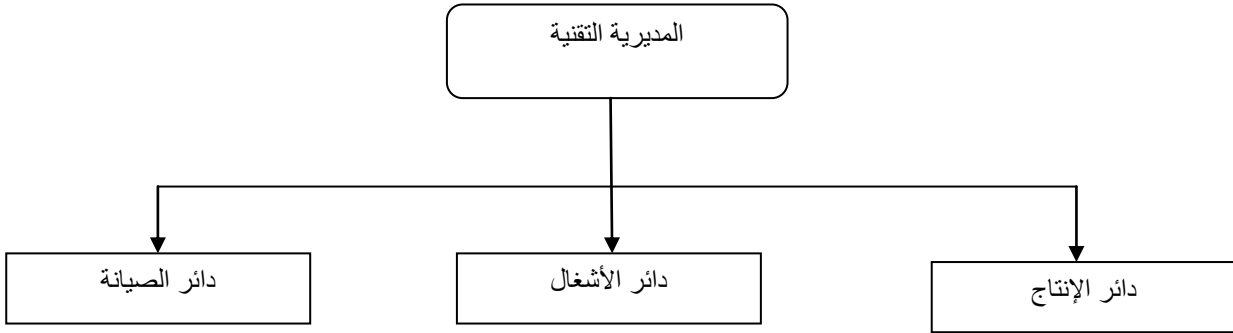 المديرية التقنية
دائر الإنتاج
دائر الأشغال
دائر الصيانة